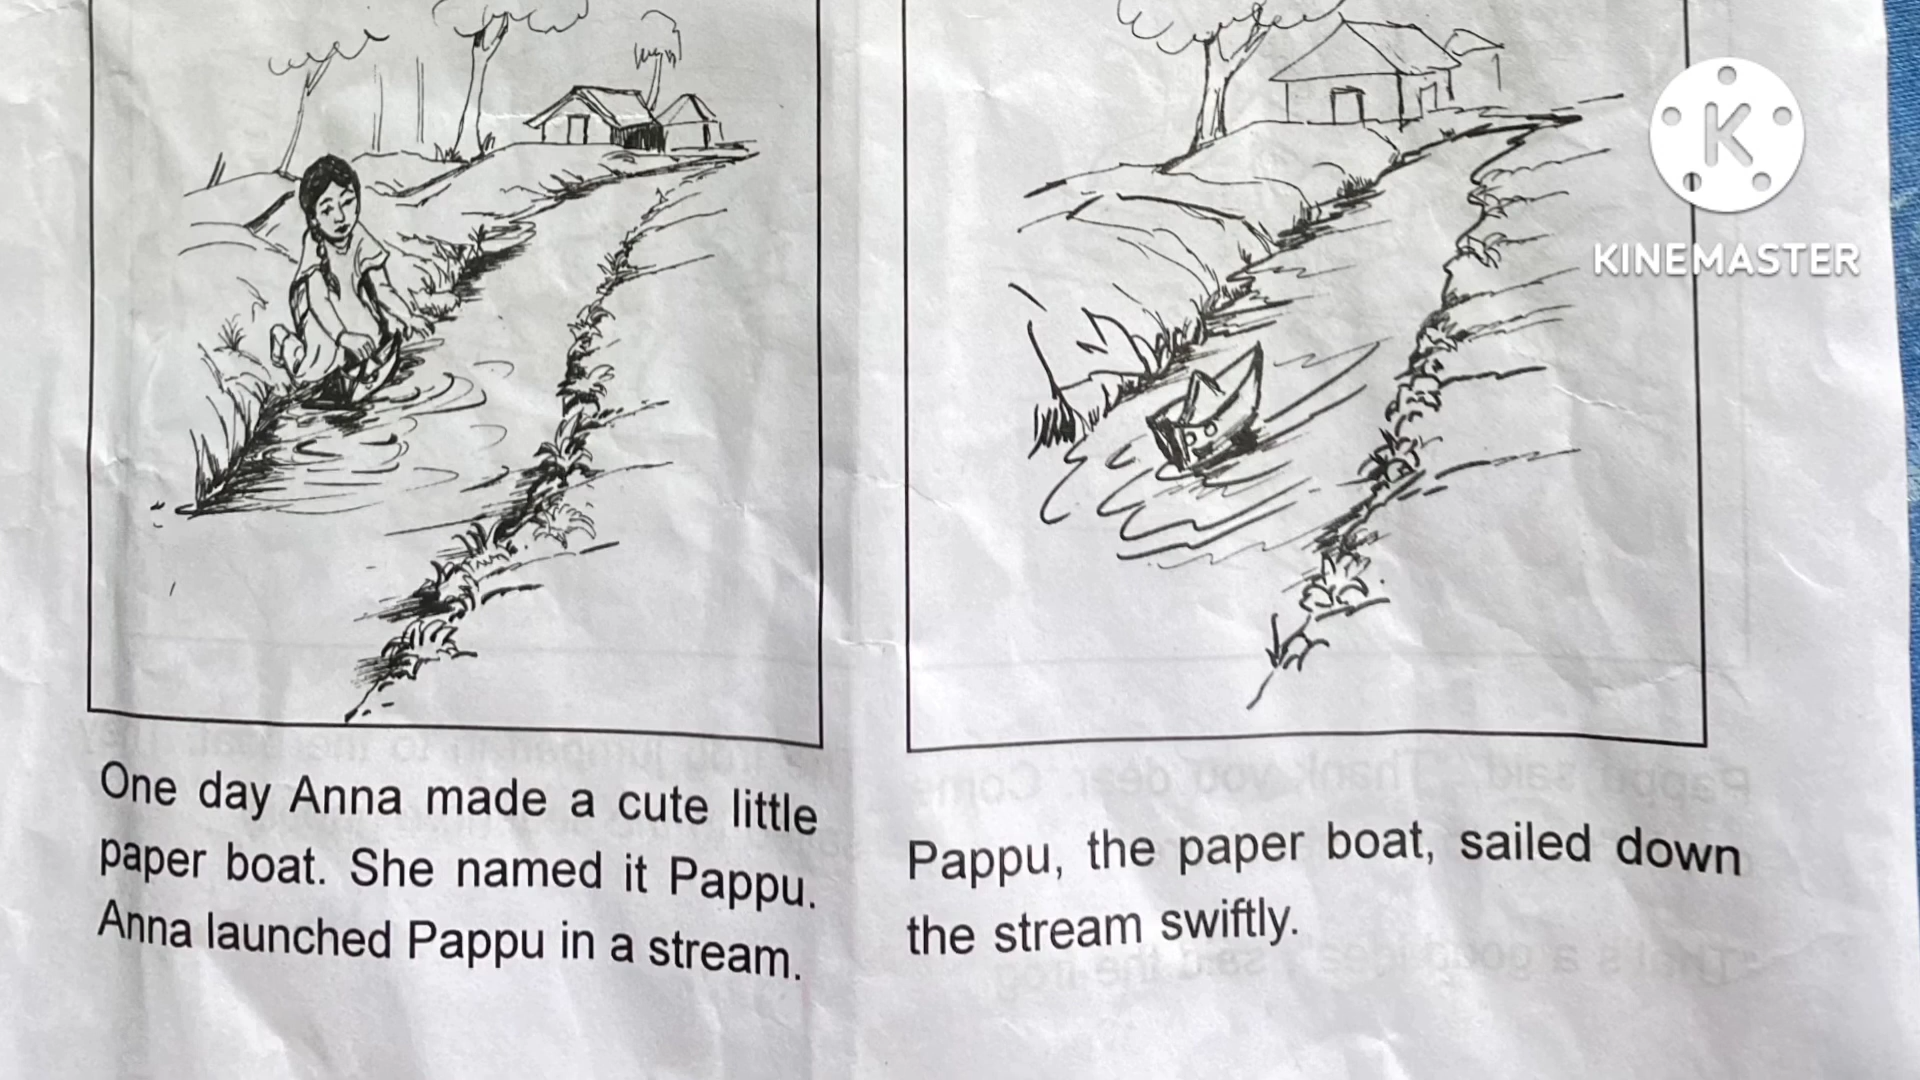 KINEMASTER
One day Anna made a cute little
paper boat. She named it Pappu.
Anna launched Pappu in a stream.
Pappu, the paper boat, sailed down
the stream swiftly.